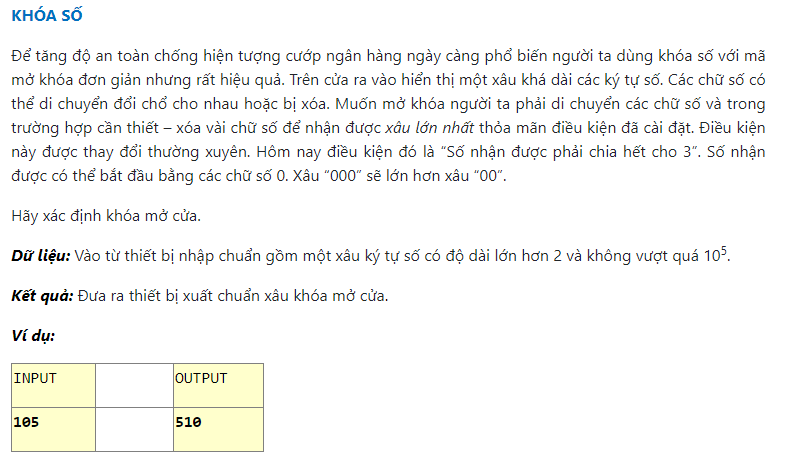 KHÓA SỐ
Để tăng độ an toàn chống hiện tượng cướp ngân hàng ngày càng phổ biến người ta dùng khóa số với mã
mở khóa đơn giản nhưng rất hiệu quả. Trên cửa ra vào hiển thị một xâu khá dài các ký tự số. Các chữ số có
thể di chuyển đổi chổ cho nhau hoặc bị xóa. Muốn mở khóa người ta phải di chuyển các chữ số và trong
trường hợp cần thiết – xóa vài chữ số để nhận được xâu lớn nhất thỏa mãn điều kiện đã cài đặt. Điều kiện
này được thay đổi thường xuyên. Hôm nay điều kiện đó là “Số nhận được phải chia hết cho 3”. Số nhận
được có thể bắt đầu bằng các chữ số 0. Xâu “000” sẽ lớn hơn xâu “00”.
Hãy xác định khóa mở cửa.
Dữ liệu: Vào từ thiết bị nhập chuẩn gồm một xâu ký tự số có độ dài lớn hơn 2 và không vượt quá 10⁵.
Kết quả: Đưa ra thiết bị xuất chuẩn xâu khóa mở cửa.
Ví dụ:
INPUT OUTPUT
105 510